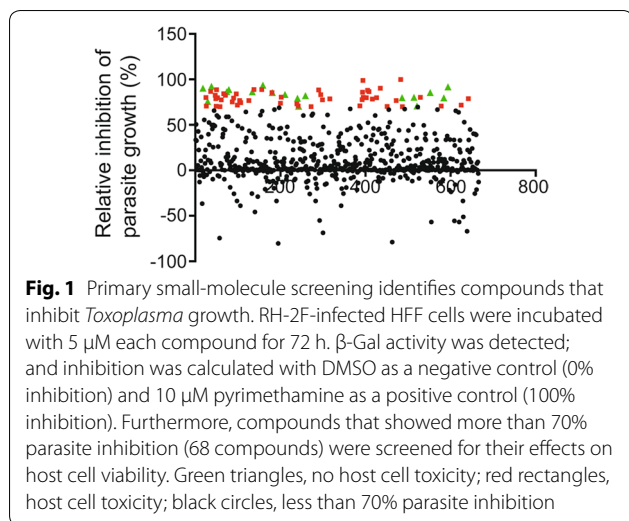 Relative inhibition of
parasite growth (%)
150
100
50
0
-50
-100
200
400
600
800
Fig. 1 Primary small-molecule screening identifies compounds that
inhibit Toxoplasma growth. RH-2F-infected HFF cells were incubated
with 5 µM each compound for 72 h. β-Gal activity was detected;
and inhibition was calculated with DMSO as a negative control (0%
inhibition) and 10 µM pyrimethamine as a positive control (100%
inhibition). Furthermore, compounds that showed more than 70%
parasite inhibition (68 compounds) were screened for their effects on
host cell viability. Green triangles, no host cell toxicity; red rectangles,
host cell toxicity; black circles, less than 70% parasite inhibition